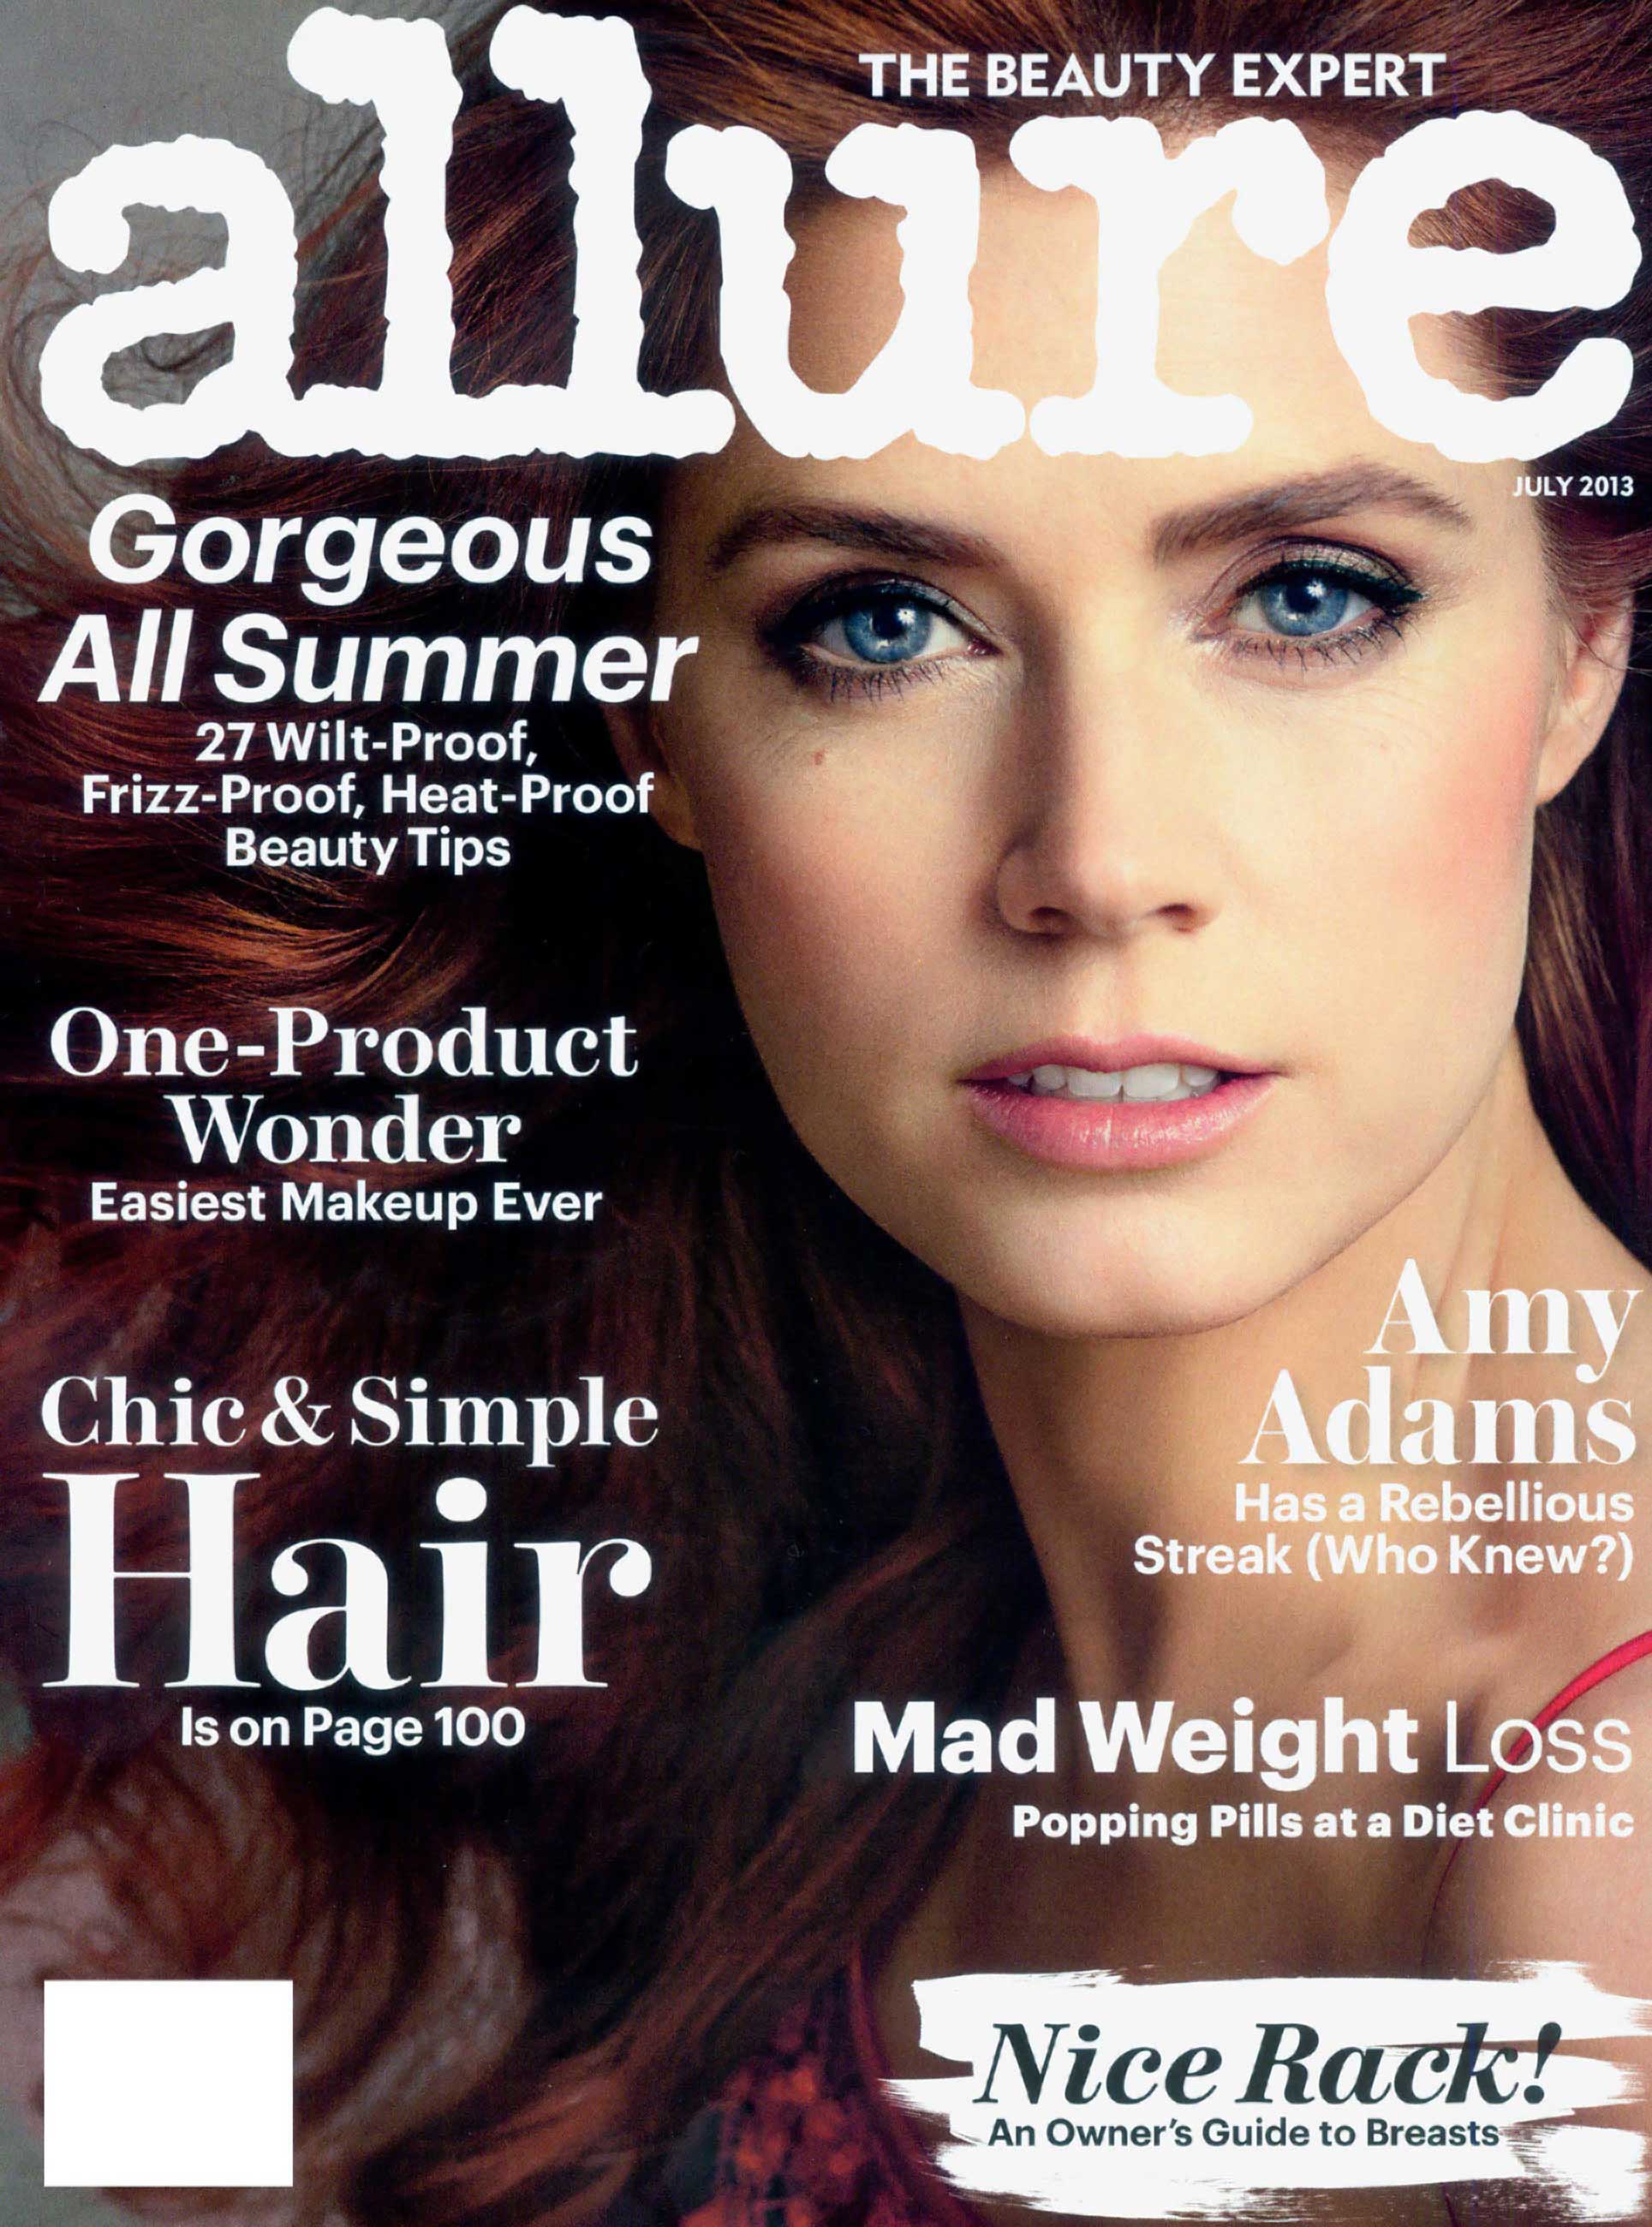 THE BEAUTY EXPERT
allure
JULY 2013
Gorgeous
All Summer
27 Wilt-Proof,
Frizz-Proof, Heat-Proof
Beauty Tips
One-Product
Wonder
Easiest Makeup Ever
Chic & Simple
Hair
Is on Page 100
Amy
Adams
Has a Rebellious
Streak (Who Knew?)
Mad Weight Loss
Popping Pills at a Diet Clinic
Nice Rack!
An Owner's Guide to Breasts